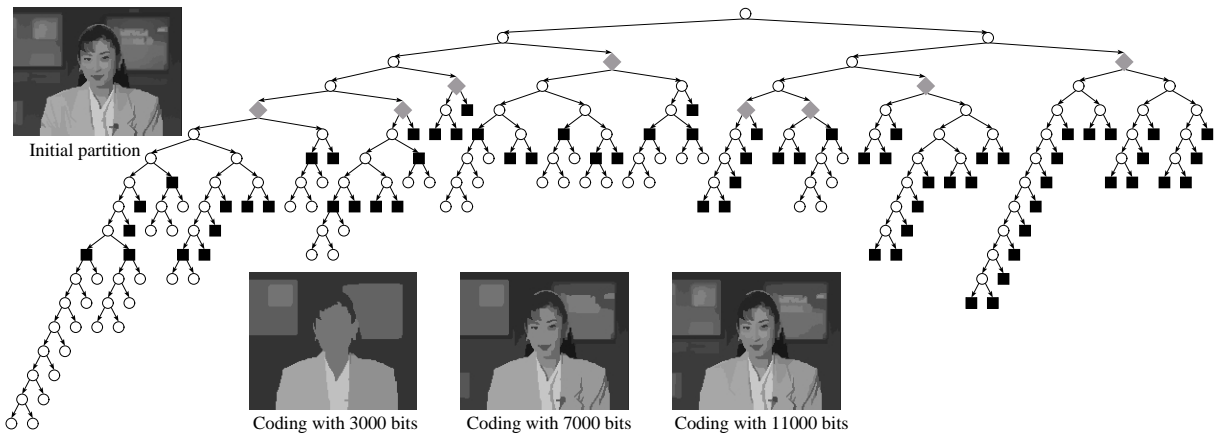 Initial partition
Coding with 3000 bits
Coding with 7000 bits
Coding with 11000 bits